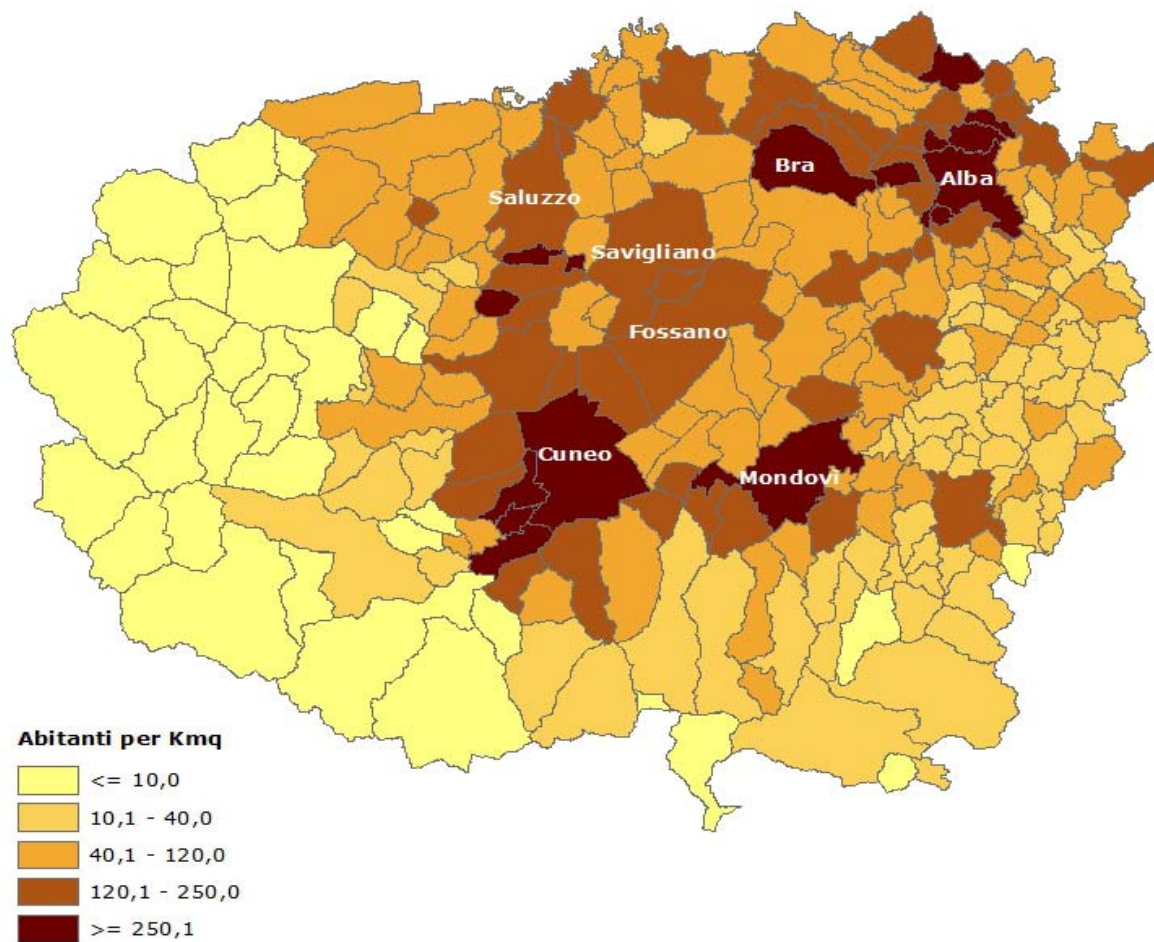 Bra
Alba
Saluzzo
Savigliano
Fossano
Cuneo
Mondovì
Abitanti per Kmq
<= 10,0
10,1 - 40,0
40,1 - 120,0
120,1 - 250,0
>= 250,1